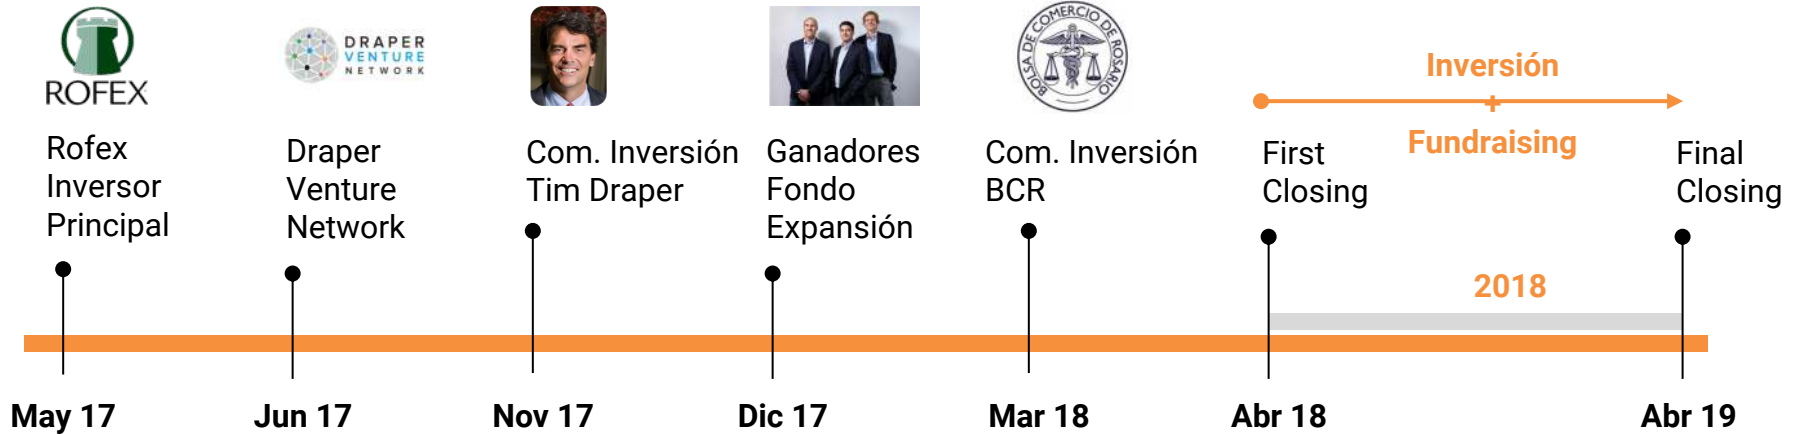 ROFEX
DRAPER
VENTURE
NETWORK
BOLSA DE COMERCIO DE ROSARIO
Inversión
+
Fundraising
Rofex
Inversor
Principal
Draper
Venture
Network
Com. Inversión
Tim Draper
Ganadores
Fondo
Expansión
Com. Inversión
BCR
First
Closing
Final
Closing
2018
May 17
Jun 17
Nov 17
Dic 17
Mar 18
Abr 18
Abr 19